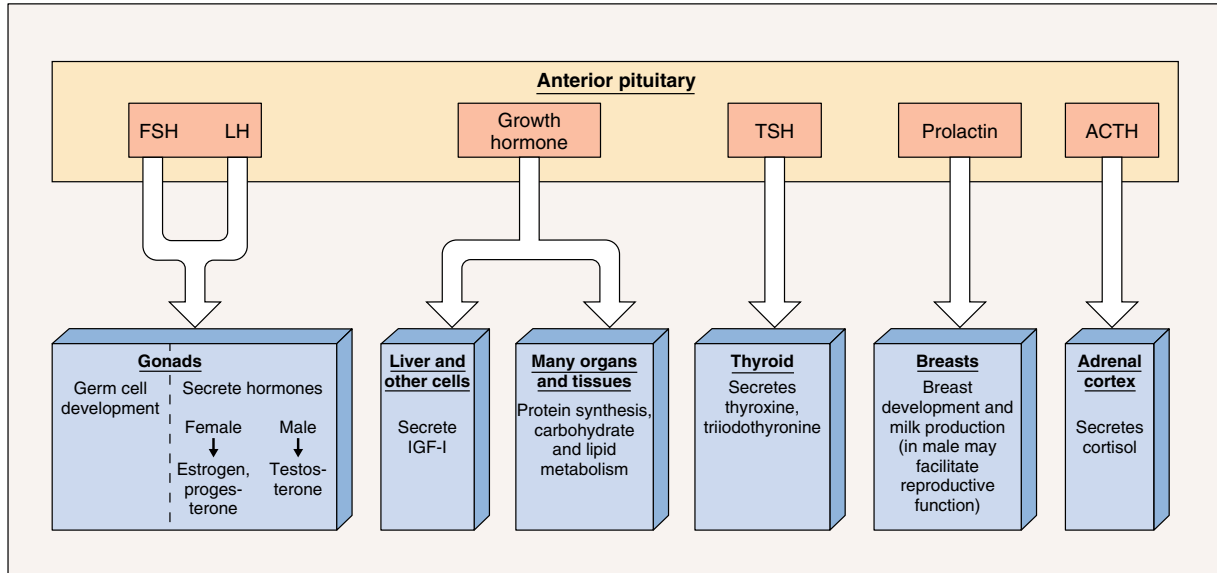 Anterior pituitary
FSH LH
Growth
hormone
TSH
Prolactin
ACTH
Gonads
Germ cell
development
Secrete hormones
Female
Estrogen,
proges-
terone
Male
Testos-
terone
Liver and
other cells
Secrete
IGF-I
Many organs
and tissues
Protein synthesis,
carbohydrate
and lipid
metabolism
Thyroid
Secretes
thyroxine,
triiodothyronine
Breasts
Breast
development and
milk production
(in male may
facilitate
reproductive
function)
Adrenal
cortex
Secretes
cortisol